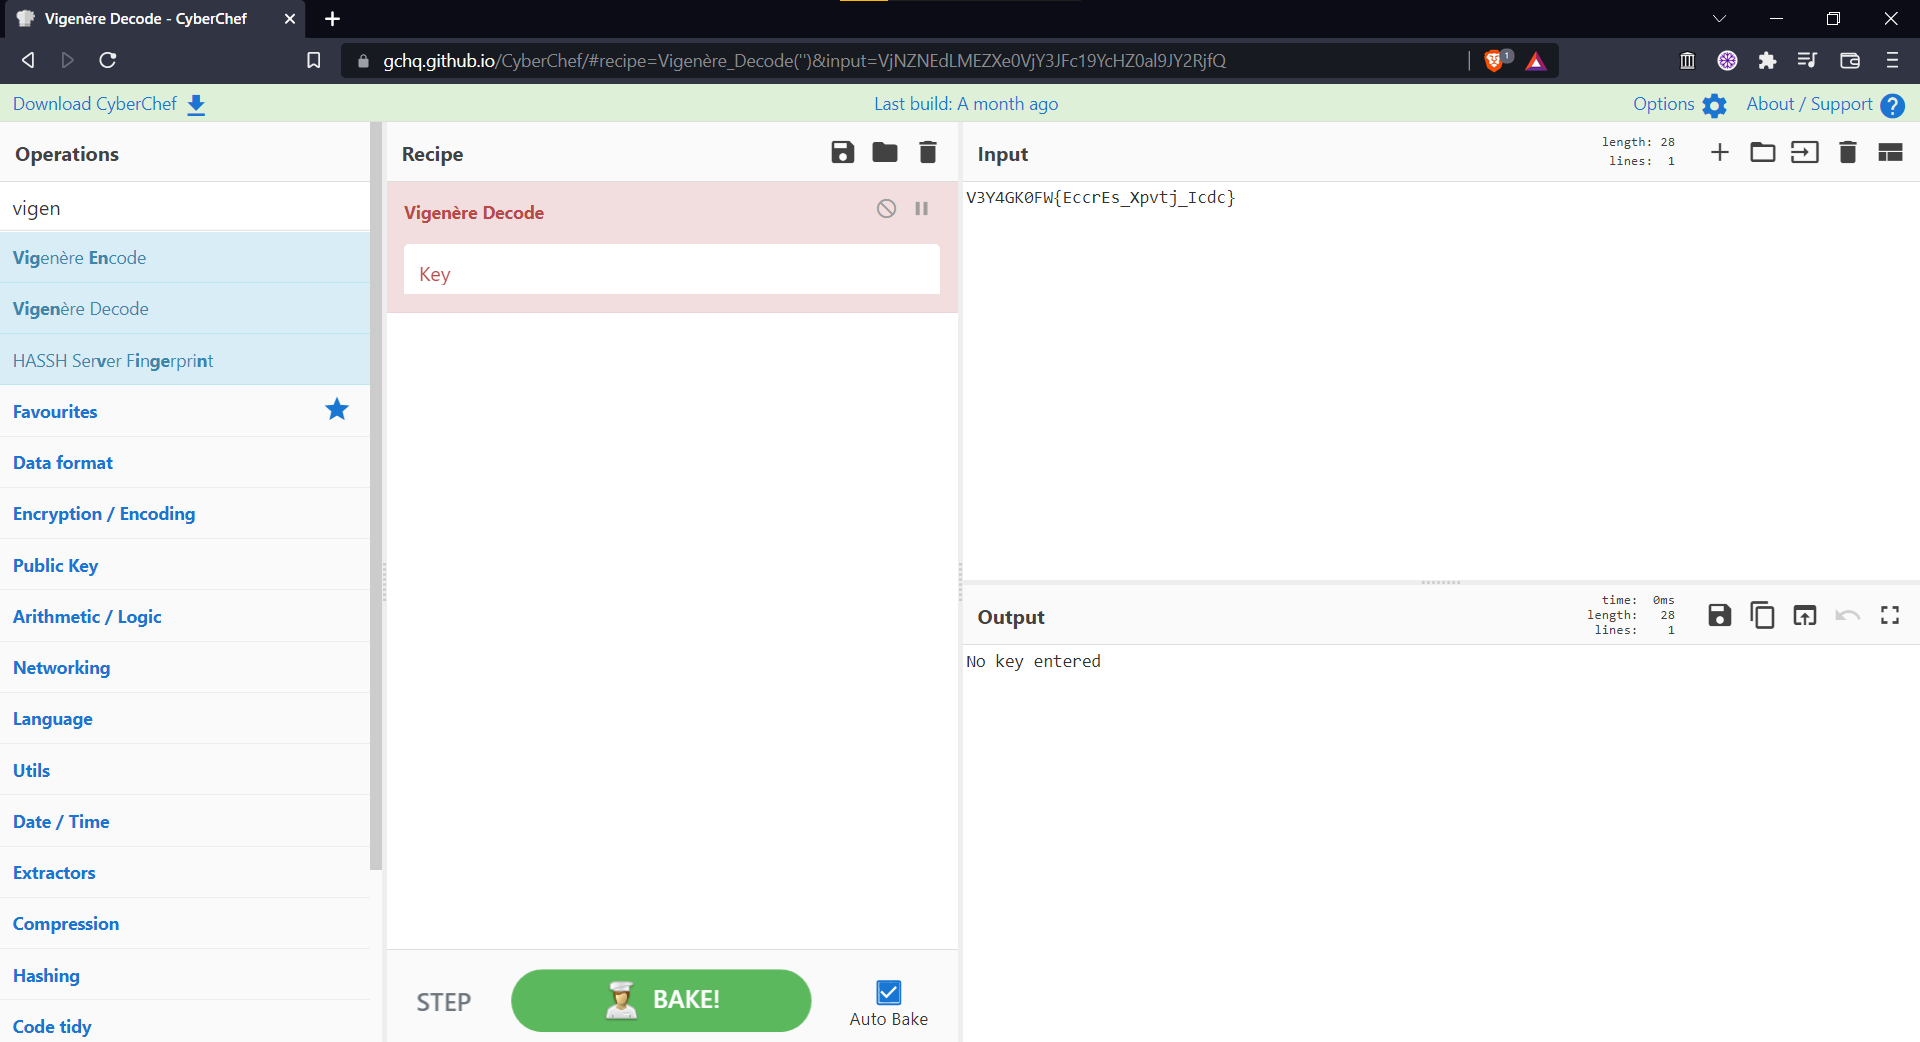 Vigenère Decode - CyberChef
gchq.github.io/CyberChef/#recipe=Vigenère_Decode('')&input=VjNZNEdLMEZXe0VjY3JFc19YcHZ0al9JY2RjfQ
1
Download CyberChef
Last build: A month ago
Options
About / Support
?
Operations
Recipe
Input
length: 28
lines: 1
vigen
Vigenère Encode
Vigenère Decode
HASSH Server Fingerprint
Favourites
Data format
Encryption / Encoding
Public Key
Arithmetic / Logic
Networking
Language
Utils
Date / Time
Extractors
Compression
Hashing
Code tidy
Vigenère Decode
Key
STEP
BAKE!
Auto Bake
V3Y4GK0FW{EccrEs_Xpvtj_Icdc}
Output
time: 0ms
length: 28
lines: 1
No key entered